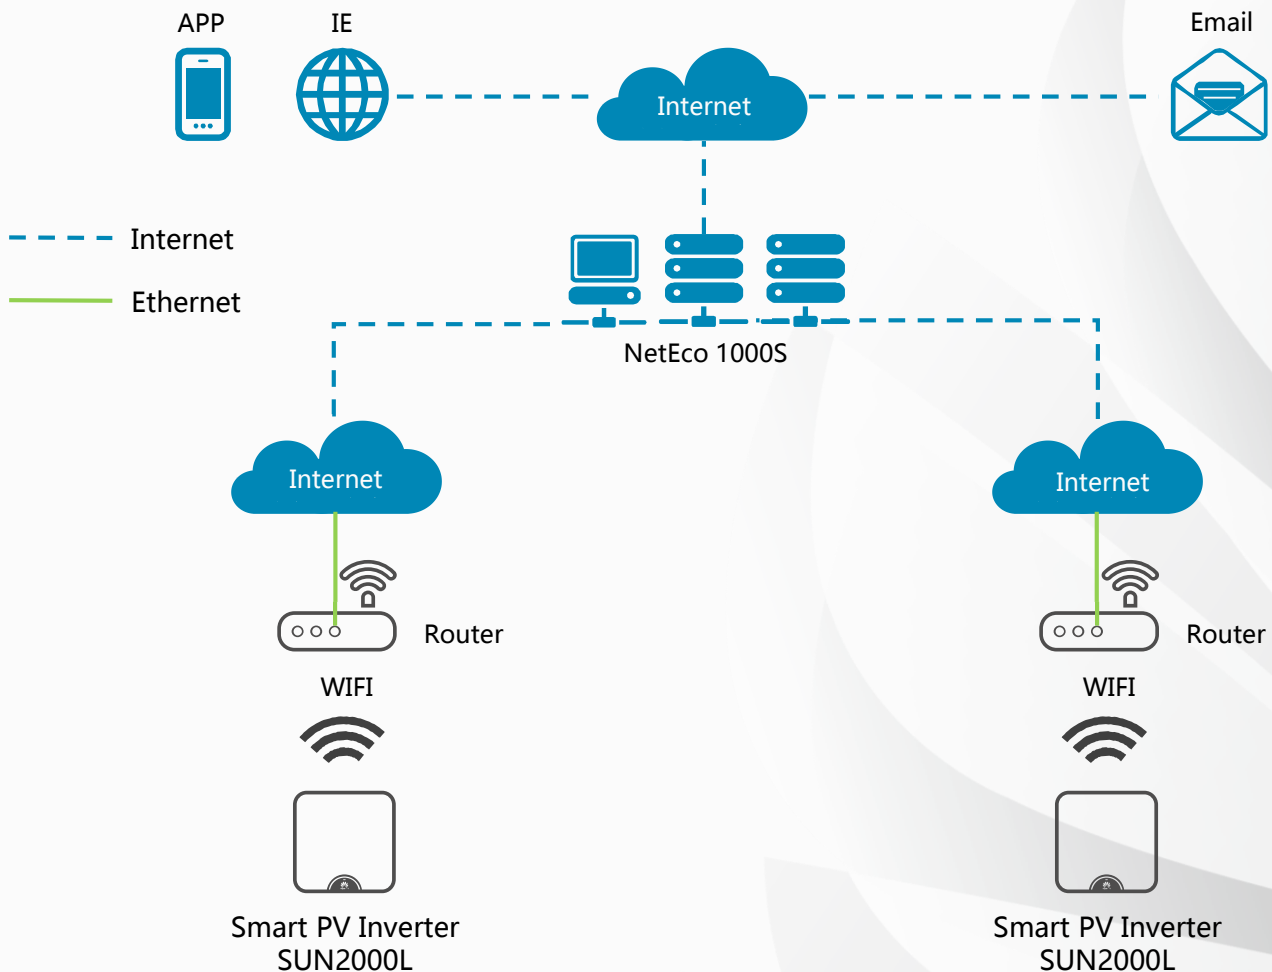 APP
IE
Email
Internet
Internet
Ethernet
NetEco 1000S
Internet
Internet
Router
Router
WIFI
WIFI
Smart PV Inverter
SUN2000L
Smart PV Inverter
SUN2000L